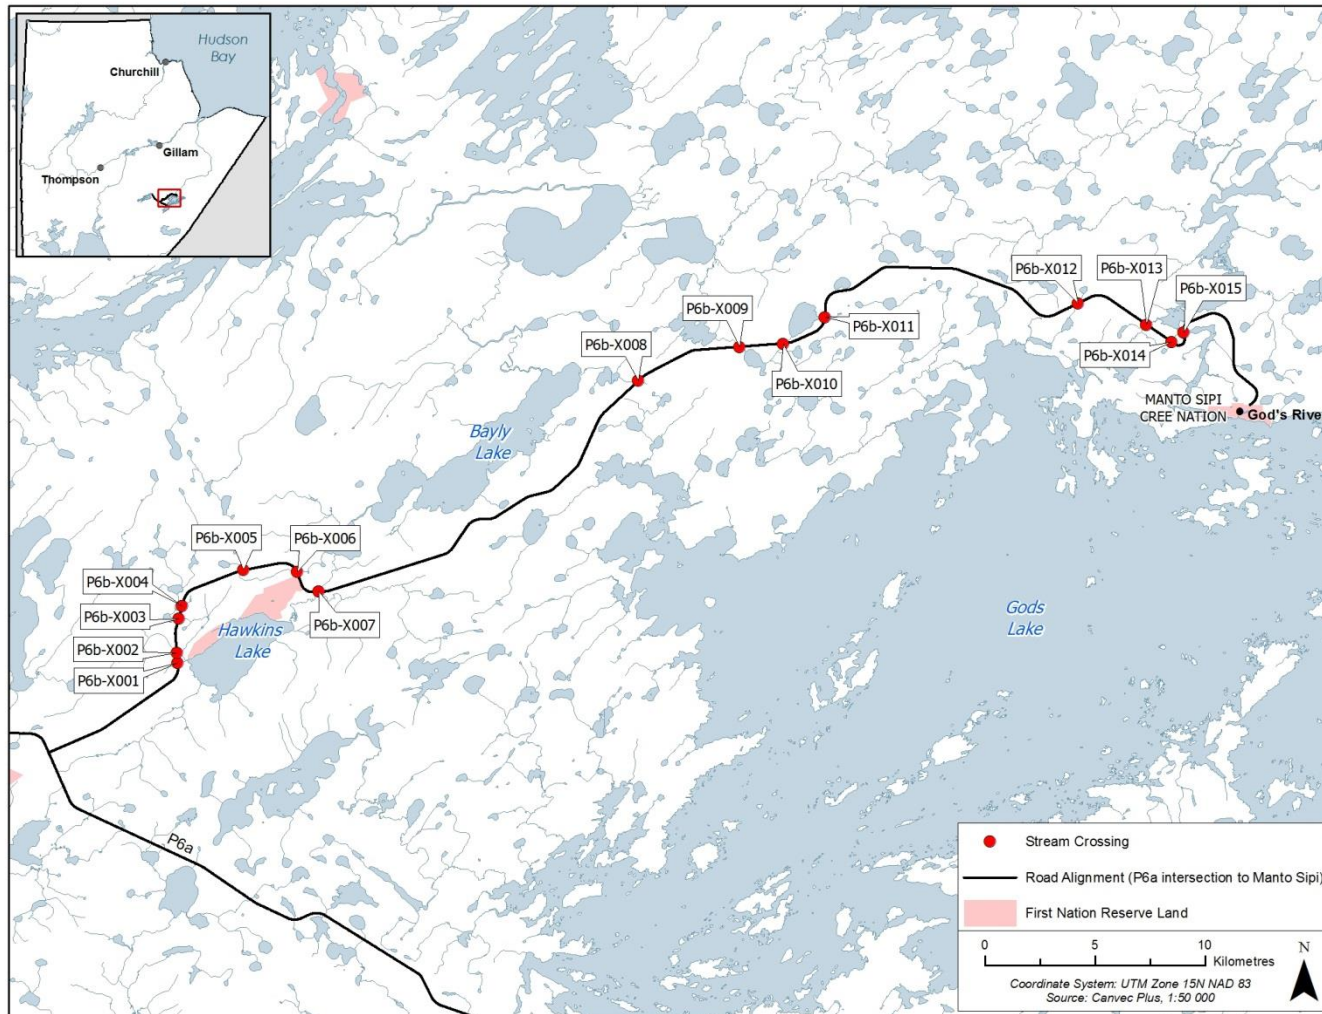 Hudson
Bay
Churchill
Gillam
Thompson
P6b-X012
P6b-X013
P6b-X015
P6b-X009
P6b-X011
P6b-X008
P6b-X014
P6b-X010
MANTO SIPI
CREE NATION
God's Rive
Bayly
Lake
P6b-X005
P6b-X006
P6b-X004
P6b-X003
P6b-X007
Hawkins
Lake
P6b-X002
P6b-X001
Gods
Lake
P6a
Stream Crossing
Road Alignment (P6a intersection to Manto Sipi)
First Nation Reserve Land
0 5 10
Kilometres
N
Coordinate System: UTM Zone 15N NAD 83
Source: Canvec Plus, 1:50 000